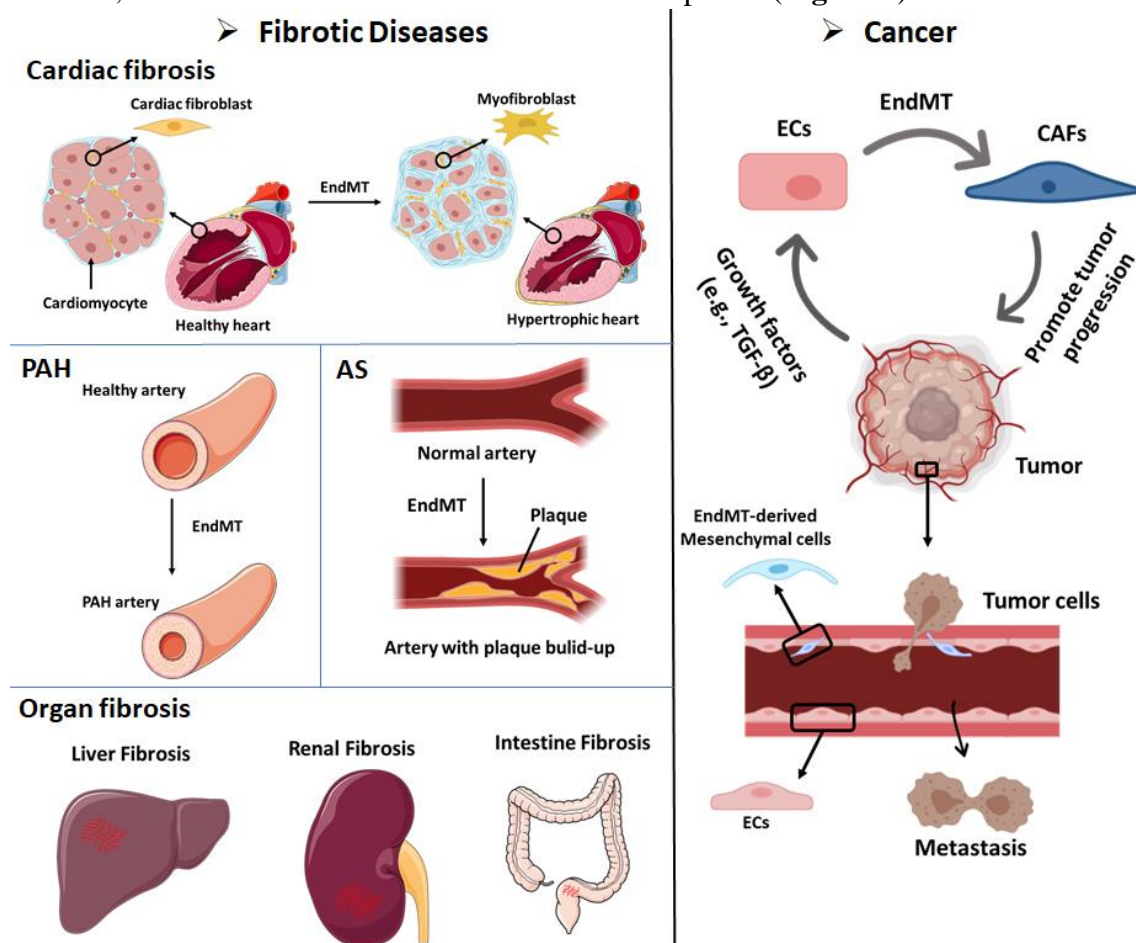 ➢ Fibrotic Diseases
Cardiac fibrosis
Cardiac fibroblast
Myofibroblast
EndMT
Cardiomyocyte
Healthy heart
Hypertrophic heart
PAH
Healthy artery
EndMT
PAH artery
AS
Normal artery
EndMT
Plaque
Artery with plaque bulid-up
Organ fibrosis
Liver Fibrosis
Renal Fibrosis
Intestine Fibrosis
➢ Cancer
EndMT
ECs
CAFs
Growth factors
(e.g., TGF-β)
Promote tumor
progression
Tumor
EndMT-derived
Mesenchymal cells
Tumor cells
ECs
Metastasis